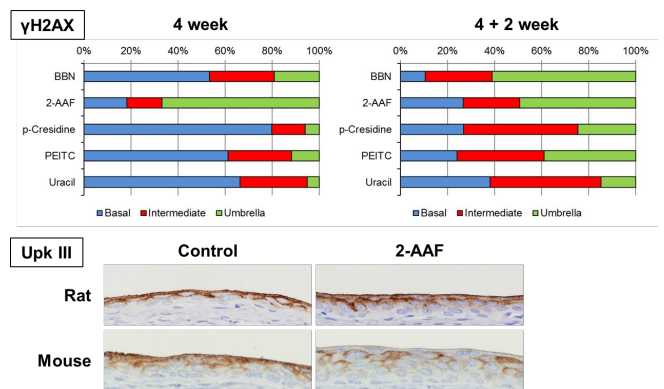 γH2AX
4 week
4 + 2 week
0% 20% 40% 60% 80% 100%
BBN
2-AAF
p-Cresidine
PEITC
Uracil
Basal Intermediate Umbrella
0% 20% 40% 60% 80% 100%
BBN
2-AAF
p-Cresidine
PEITC
Uracil
Basal Intermediate Umbrella
Upk III
Control
2-AAF
Rat
Mouse